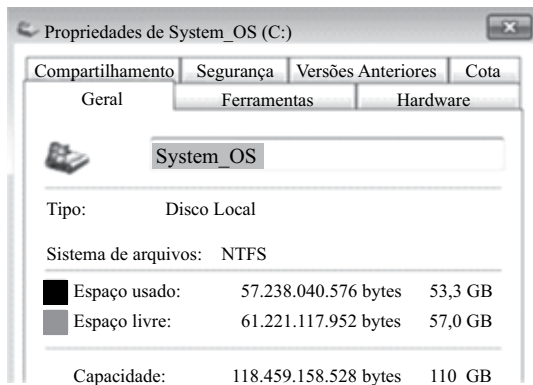 Propriedades de System_OS (C:)
Compartilhamento Segurança Versões Anteriores Cota
Geral Ferramentas Hardware
System_OS
Tipo: Disco Local
Sistema de arquivos: NTFS
Espaço usado: 57.238.040.576 bytes 53,3 GB
Espaço livre: 61.221.117.952 bytes 57,0 GB
Capacidade: 118.459.158.528 bytes 110 GB